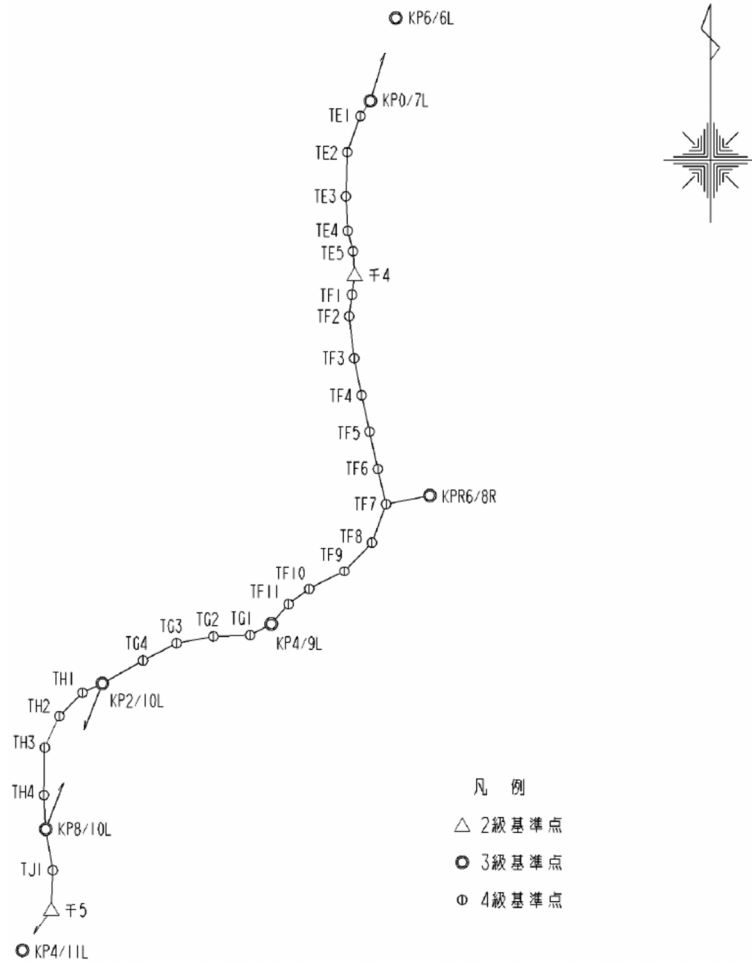 KP6/6L
KP0/7L
TE1
TE2
TE3
TE4
TE5
千4
TF1
TF2
TF3
TF4
TF5
TF6
TF7
KPR6/8R
TF8
TF9
TF10
TF11
KP4/9L
TG1
TG2
TG3
TG4
KP2/10L
TH1
TH2
TH3
TH4
KP8/10L
TJ1
千5
KP4/11L
凡 例
2級基準点
3級基準点
4級基準点